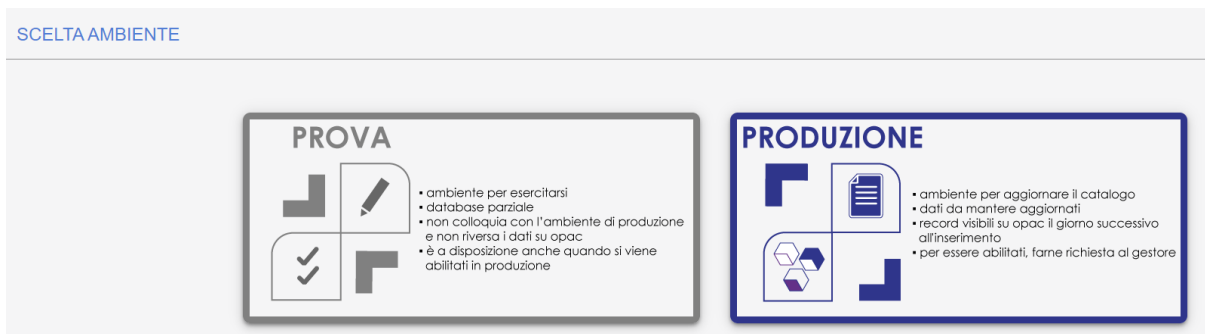 SCELTA AMBIENTE
PROVA
▪ ambiente per esercitarsi
▪ database parziale
▪ non colloquia con l'ambiente di produzione
e non riversa i dati su opac
▪ è a disposizione anche quando si viene
abilitati in produzione
PRODUZIONE
▪ ambiente per aggiornare il catalogo
▪ dati da mantere aggiornati
▪ record visibili su opac il giorno successivo
all'inserimento
▪ per essere abilitati, farne richiesta al gestore